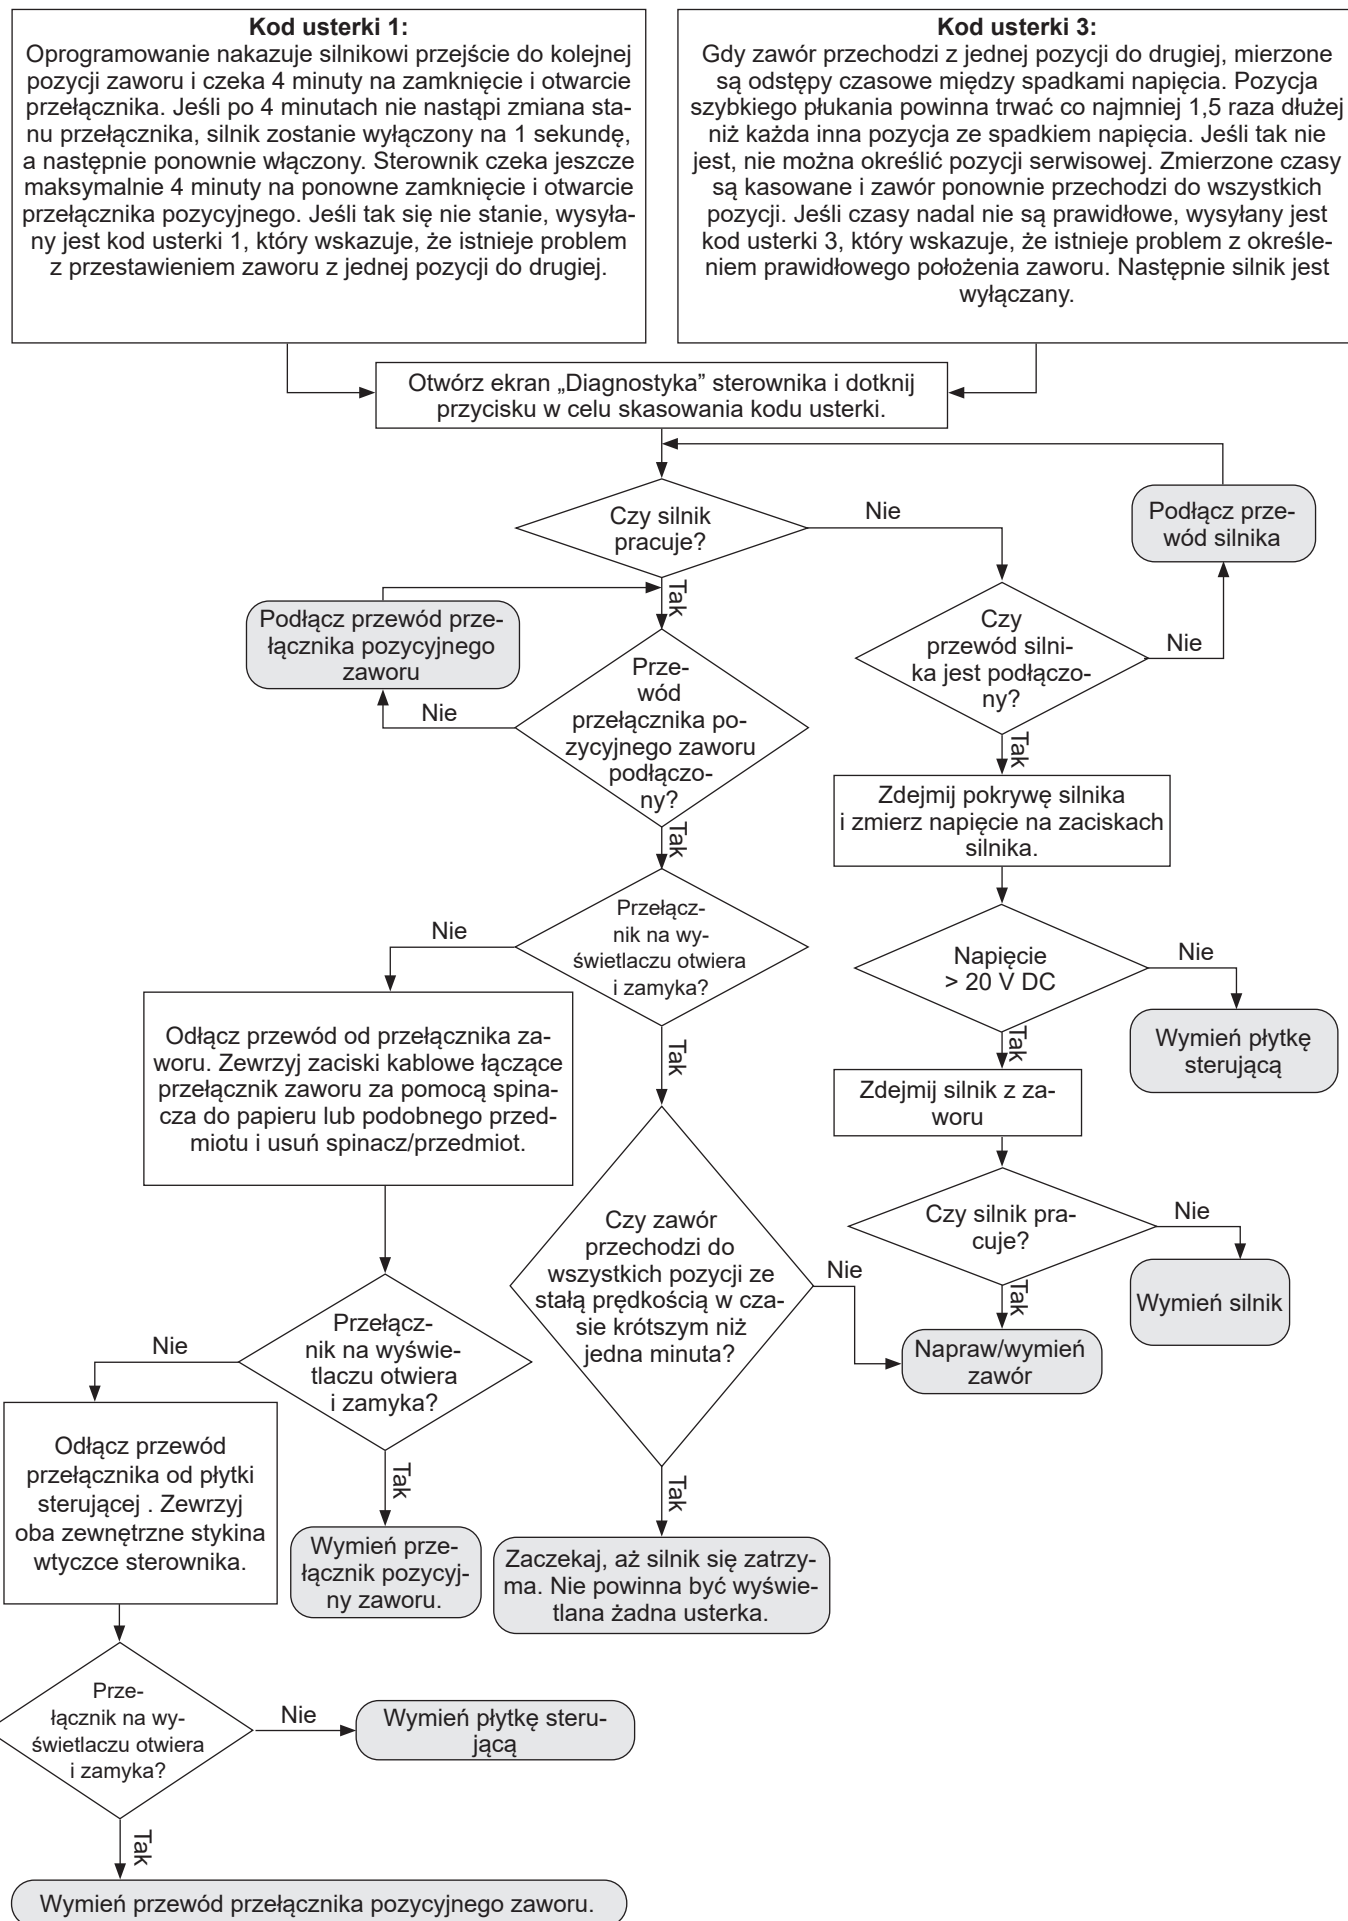 Kod usterki 1:
Oprogramowanie nakazuje silnikowi przejście do kolejnej
pozycji zaworu i czeka 4 minuty na zamknięcie i otwarcie
przełącznika. Jeśli po 4 minutach nie nastąpi zmiana sta-
nu przełącznika, silnik zostanie wyłączony na 1 sekundę,
a następnie ponownie włączony. Sterownik czeka jeszcze
maksymalnie 4 minuty na ponowne zamknięcie i otwarcie
przełącznika pozycyjnego. Jeśli tak się nie stanie, wysyła-
ny jest kod usterki 1, który wskazuje, że istnieje problem
z przestawieniem zaworu z jednej pozycji do drugiej.
Kod usterki 3:
Gdy zawór przechodzi z jednej pozycji do drugiej, mierzone
są odstępy czasowe między spadkami napięcia. Pozycja
szybkiego płukania powinna trwać co najmniej 1,5 raza dłużej
niż każda inna pozycja ze spadkiem napięcia. Jeśli tak nie
jest, nie można określić pozycji serwisowej. Zmierzone czasy
są kasowane i zawór ponownie przechodzi do wszystkich
pozycji. Jeśli czasy nadal nie są prawidłowe, wysyłany jest
kod usterki 3, który wskazuje, że istnieje problem z określe-
niem prawidłowego położenia zaworu. Następnie silnik jest
wyłączany.
Otwórz ekran „Diagnostyka” sterownika i dotknij
przycisku w celu skasowania kodu usterki.
Czy silnik
pracuje?
Nie
Podłącz prze-
wód silnika
Tak
Podłącz przewód prze-
łącznika pozycyjnego
zaworu
Czy
przewód silni-
ka jest podłączo-
ny?
Nie
Prze-
wód
przełącznika po-
zycyjnego zaworu
podłączo-
ny?
Nie
Tak
Zdejmij pokrywę silnika
i zmierz napięcie na zaciskach
silnika.
Tak
Przełącz-
nik na wy-
świetlaczu otwiera
i zamyka?
Nie
Napięcie
> 20 V DC
Nie
Odłącz przewód od przełącznika za-
woru. Zewrzyj zaciski kablowe łączące
przełącznik zaworu za pomocą spina-
cza do papieru lub podobnego przed-
miotu i usuń spinacz/przedmiot.
Wymień płytkę
sterującą
Tak
Tak
Zdejmij silnik z za-
woru
Czy silnik pra-
cuje?
Nie
Czy zawór
przechodzi do
wszystkich pozycji ze
stałą prędkością w cza-
sie krótszym niż
jedna minuta?
Nie
Tak
Wymień silnik
Napraw/wymień
zawór
Przełącz-
nik na wyświe-
tlaczu otwiera
i zamyka?
Nie
Odłącz przewód
przełącznika od płytki
sterującej . Zewrzyj
oba zewnętrzne stykina
wtyczce sterownika.
Tak
Tak
Wymień prze-
łącznik pozycyj-
ny zaworu.
Zaczekaj, aż silnik się zatrzy-
ma. Nie powinna być wyświe-
tlana żadna usterka.
Prze-
łącznik na wy-
świetlaczu otwiera
i zamyka?
Nie
Wymień płytkę steru-
jącą
Tak
Wymień przewód przełącznika pozycyjnego zaworu.